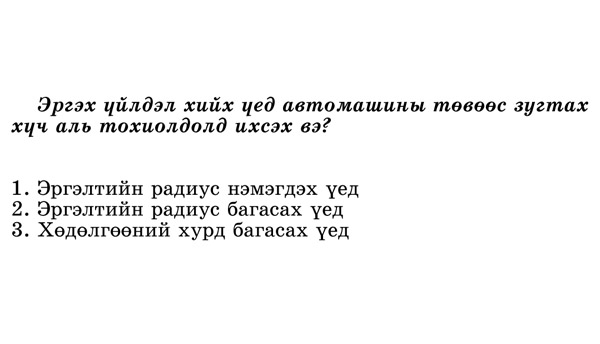 Эргэх үйлдэл хийх үед автомашины төвөөс зугтах
хүч аль тохиолдолд ихсэх вэ?
1. Эргэлтийн радиус нэмэгдэх үед
2. Эргэлтийн радиус багасах үед
3. Хөдөлгөөний хурд багасах үед